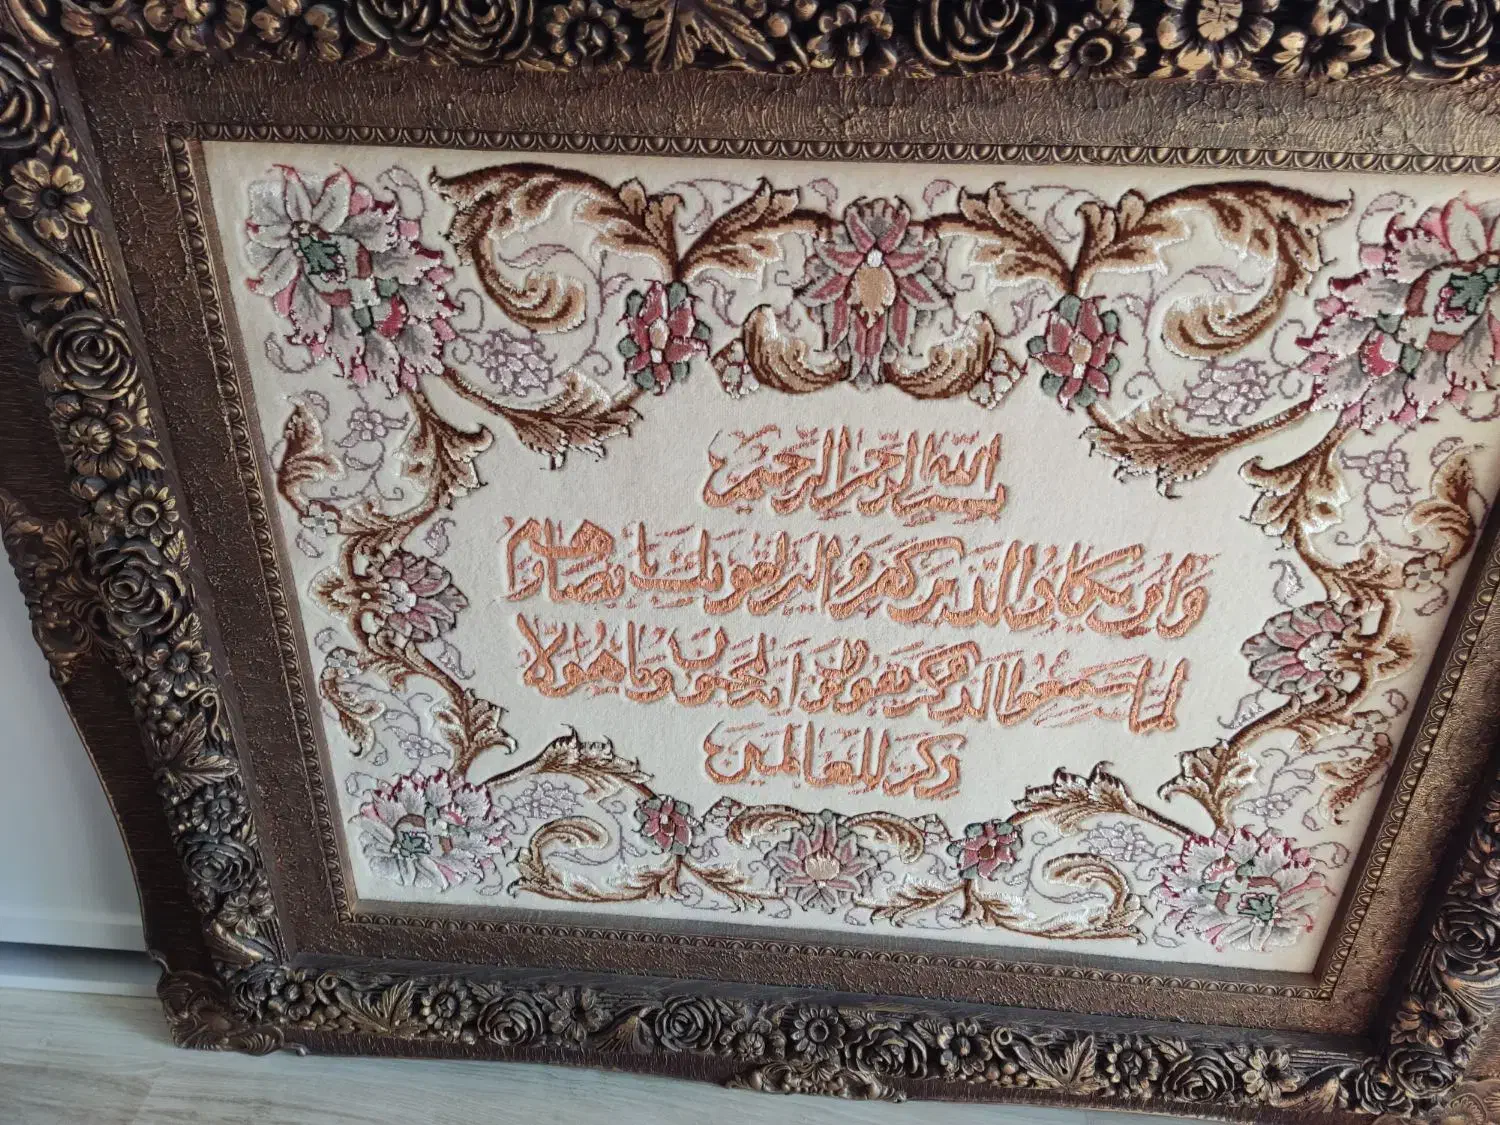 بسم الله الرحمن الرحيم
وان يكاد الذين كفروا ليزلقونك بابصارهم
لما سمعوا الذكر ويقولون انه لمجنون وما هو الا
ذكر للعالمين